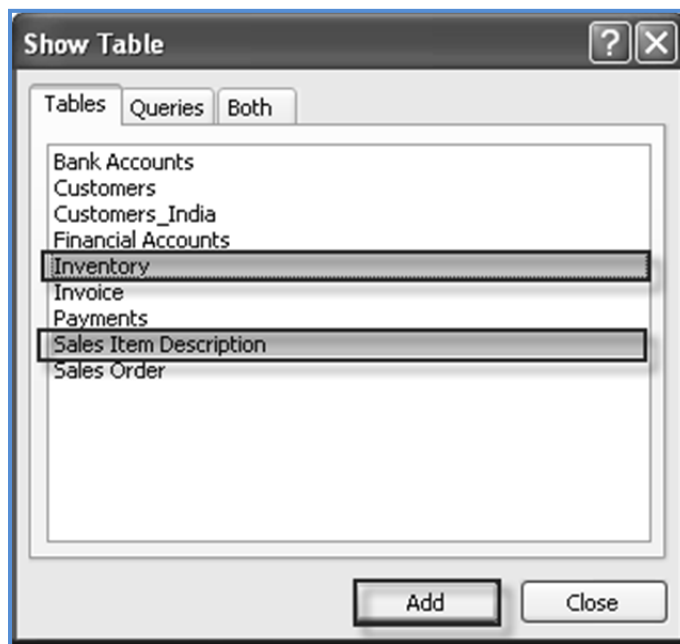 Show Table
Tables Queries Both
Bank Accounts
Customers
Customers_India
Financial Accounts
Inventory
Invoice
Payments
Sales Item Description
Sales Order
Add Close